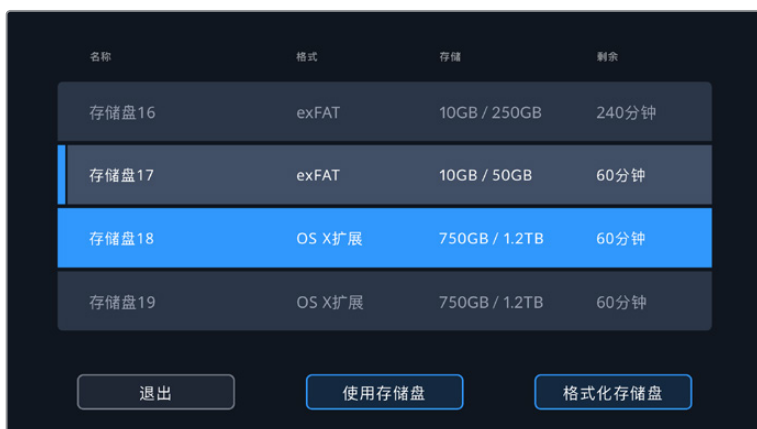 名称 格式 存储 剩余
存储盘16 exFAT 10GB / 250GB 240分钟
存储盘17 exFAT 10GB / 50GB 60分钟
存储盘18 OS X扩展 750GB / 1.2TB 60分钟
存储盘19 OS X扩展 750GB / 1.2TB 60分钟
退出 使用存储盘 格式化存储盘